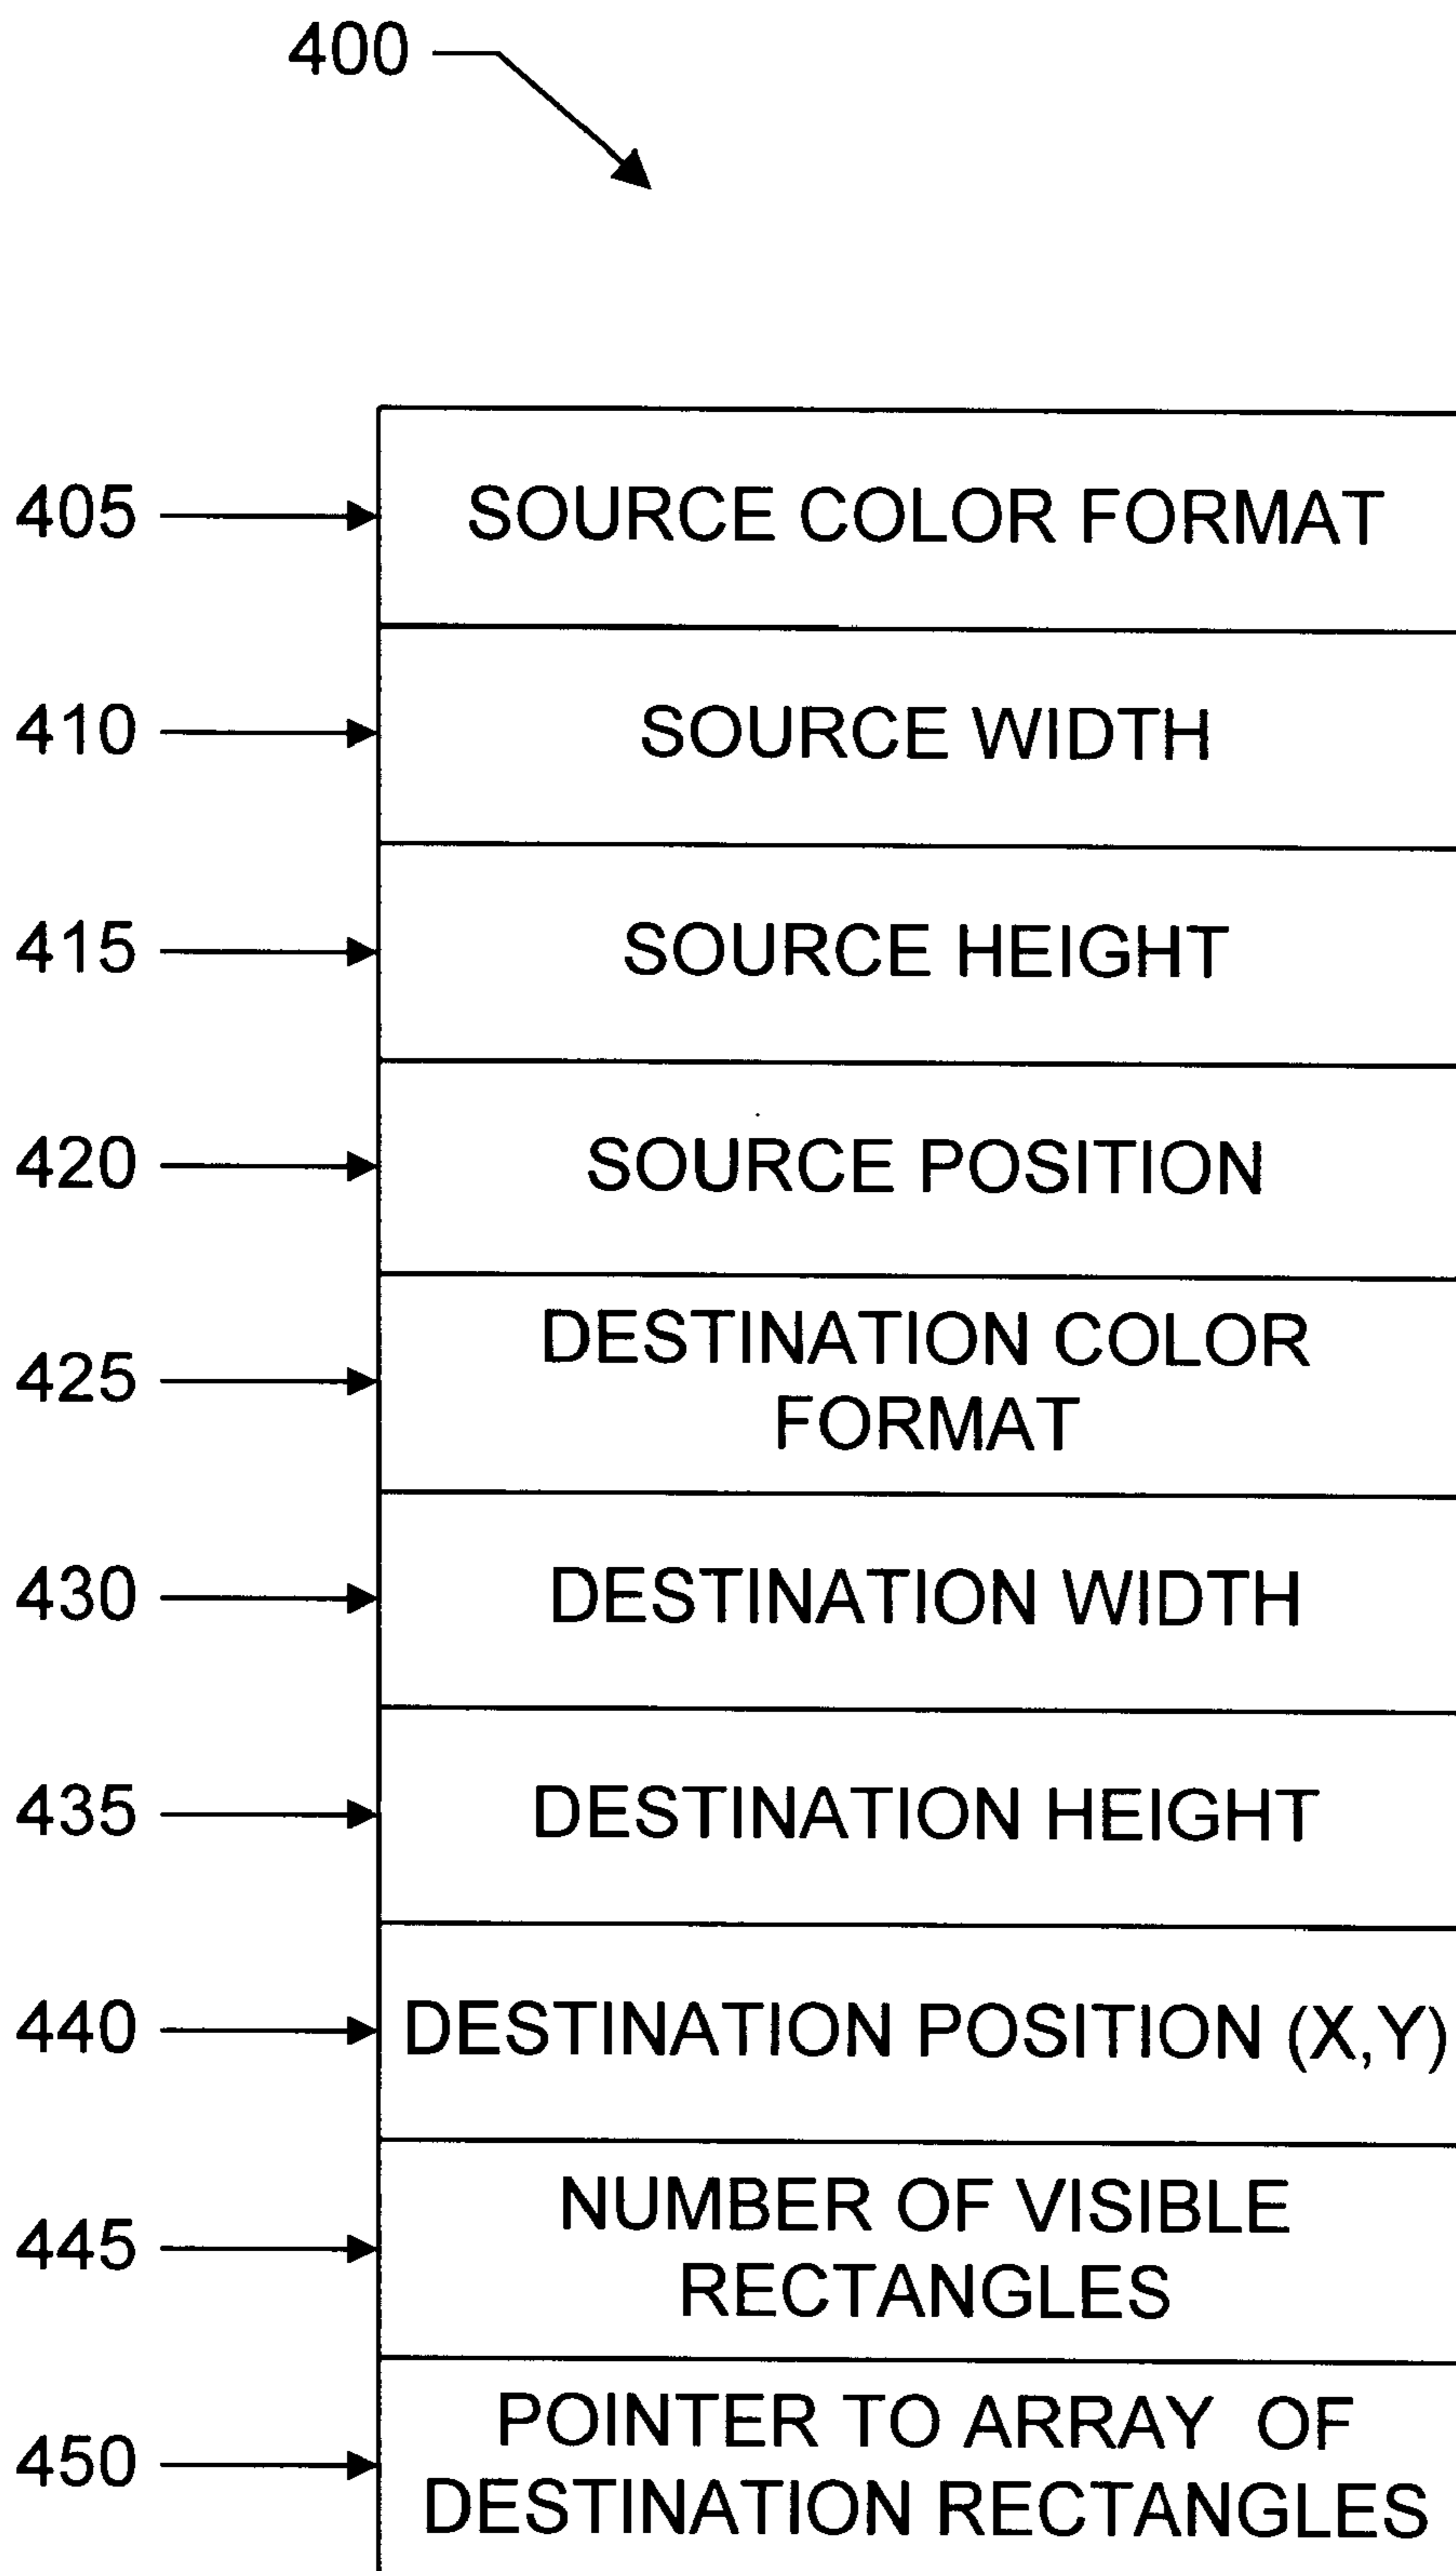 400
405 SOURCE COLOR FORMAT
410 SOURCE WIDTH
415 SOURCE HEIGHT
420 SOURCE POSITION
425 DESTINATION COLOR
FORMAT
430 DESTINATION WIDTH
435 DESTINATION HEIGHT
440 DESTINATION POSITION (X,Y)
445 NUMBER OF VISIBLE
RECTANGLES
450 POINTER TO ARRAY OF
DESTINATION RECTANGLES